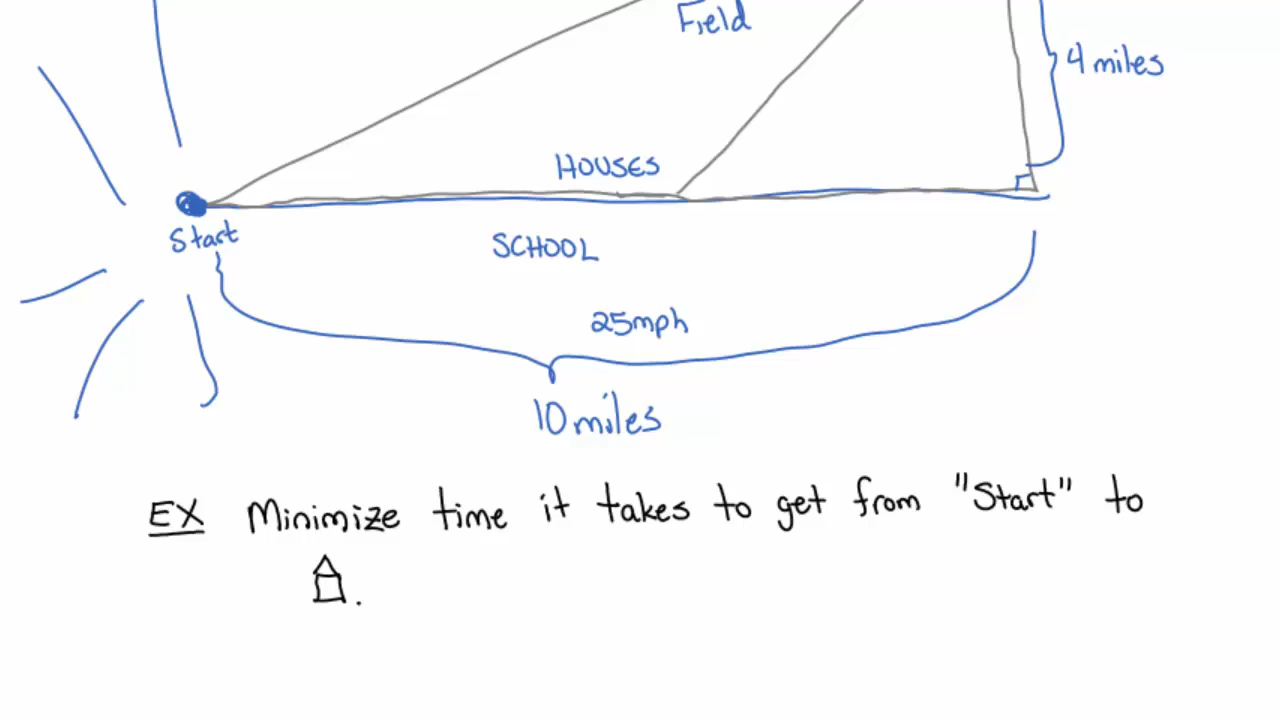 Field
4 miles
HOUSES
Start
SCHOOL
25mph
10 miles
EX Minimize time it takes to get from "Start" to
.